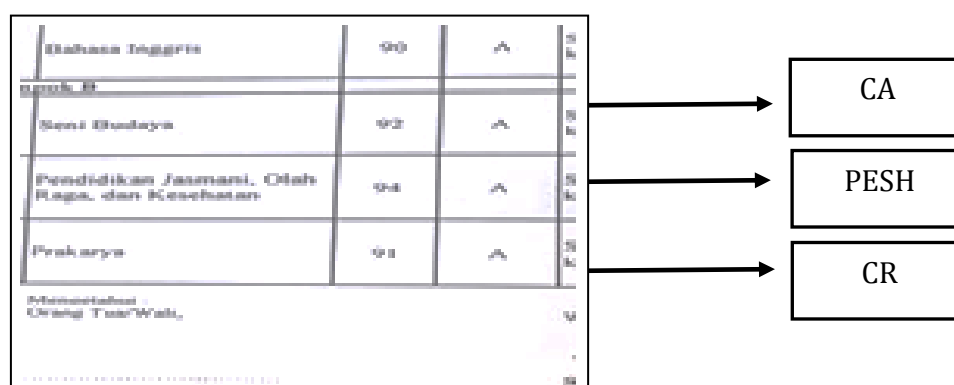 Bahasa Inggris 90 A
Seni Budaya 92 A CA
Pendidikan Jasmani, Olah
Raga, dan Kesehatan 94 A PESH
Prakarya 91 A CR
Mengetahui
Orang Tua/Wali,